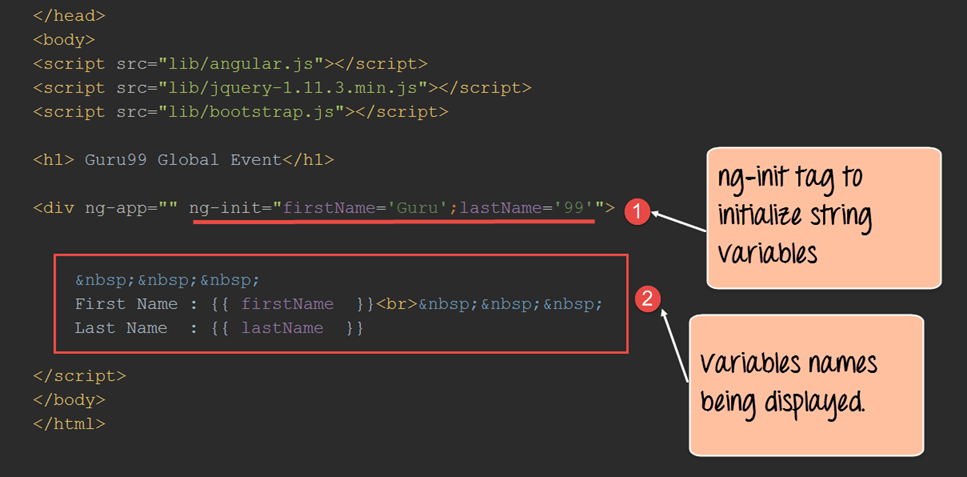 </head>
<body>
<script src="lib/angular.js"></script>
<script src="lib/jquery-1.11.3.min.js"></script>
<script src="lib/bootstrap.js"></script>
<h1> Guru99 Global Event</h1>
<div ng-app="" ng-init="firstName='Guru';lastName='99'">
1
ng-init tag to
initialize string
variables
&nbsp;&nbsp;&nbsp;
First Name : {{ firstName  }}<br>&nbsp;&nbsp;&nbsp;
Last Name  : {{ lastName  }}
2
Variables names
being displayed.
</script>
</body>
</html>